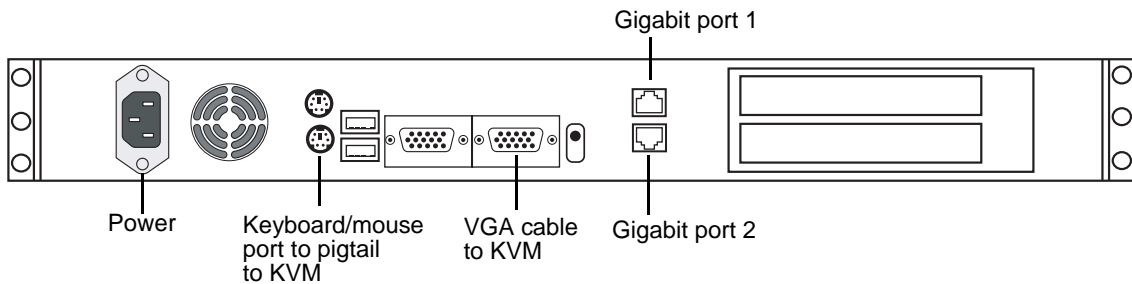 Gigabit port 1
Power
Keyboard/mouse
port to pigtail
to KVM
VGA cable
to KVM
Gigabit port 2